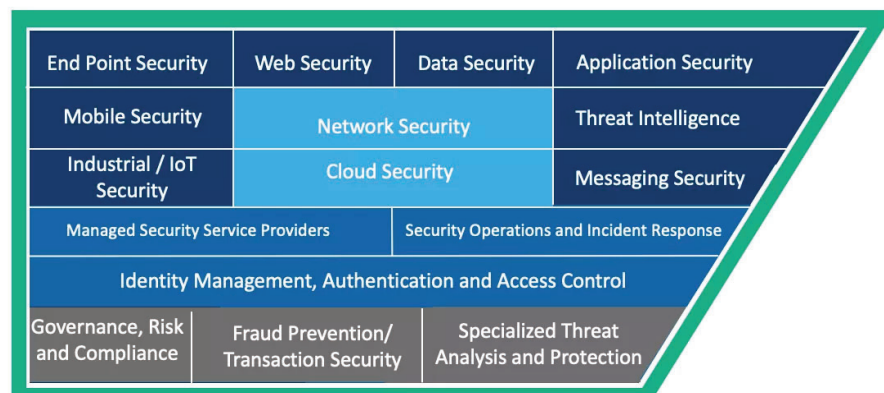 End Point Security
Web Security
Data Security
Application Security
Mobile Security
Network Security
Threat Intelligence
Industrial / IoT
Security
Cloud Security
Messaging Security
Managed Security Service Providers
Security Operations and Incident Response
Identity Management, Authentication and Access Control
Governance, Risk
and Compliance
Fraud Prevention/
Transaction Security
Specialized Threat
Analysis and Protection